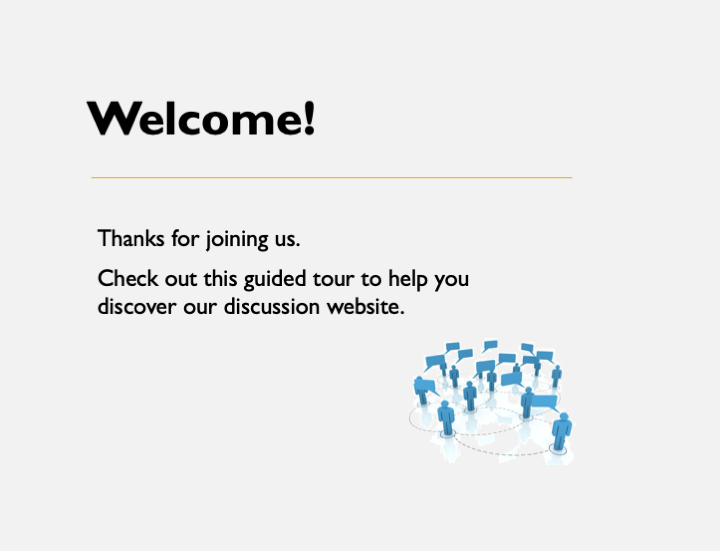 Welcome!
Thanks for joining us.
Check out this guided tour to help you
discover our discussion website.